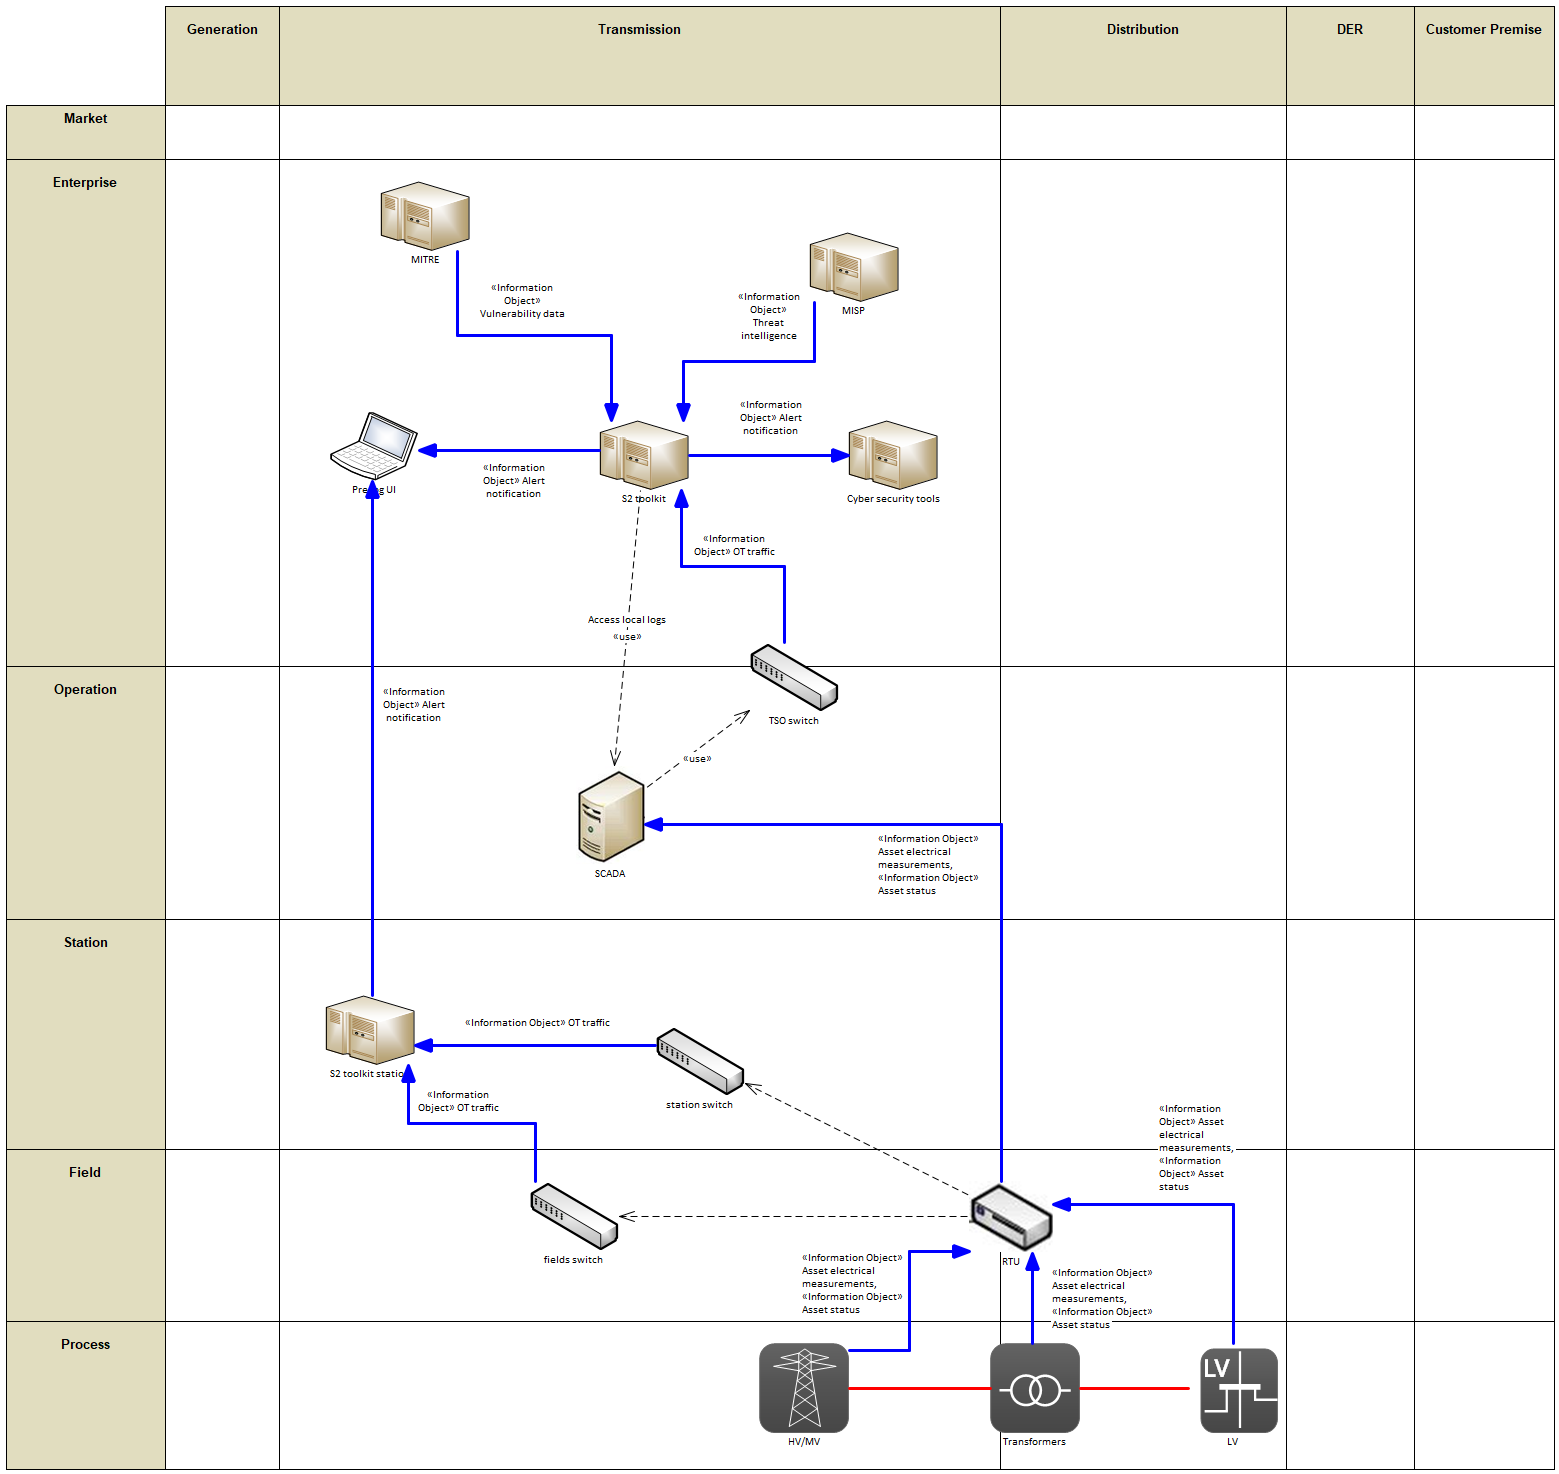 Generation
Transmission
Distribution
DER
Customer Premise
Market
Enterprise
MITRE
«Information
Object»
Vulnerability data
«Information
Object»
Threat
intelligence
MISP
«Information
Object» Alert
notification
«Information
Object» Alert
notification
UI
S2 toolkit
Cyber security tools
«Information
Object» OT traffic
Access local logs
«use»
Operation
«Information
Object» Alert
notification
TSO switch
«use»
«Information Object»
Asset electrical
measurements,
«Information Object»
Asset status
SCADA
Station
«Information Object» OT traffic
S2 toolkit station
station switch
«Information
Object» OT traffic
«Information
Object» Asset
electrical
measurements,
«Information
Object» Asset
status
Field
fields switch
RTU
«Information Object»
Asset electrical
measurements,
«Information Object»
Asset status
«Information Object»
Asset electrical
measurements,
«Information Object»
Asset status
Process
LV
HV/MV
Transformers
LV